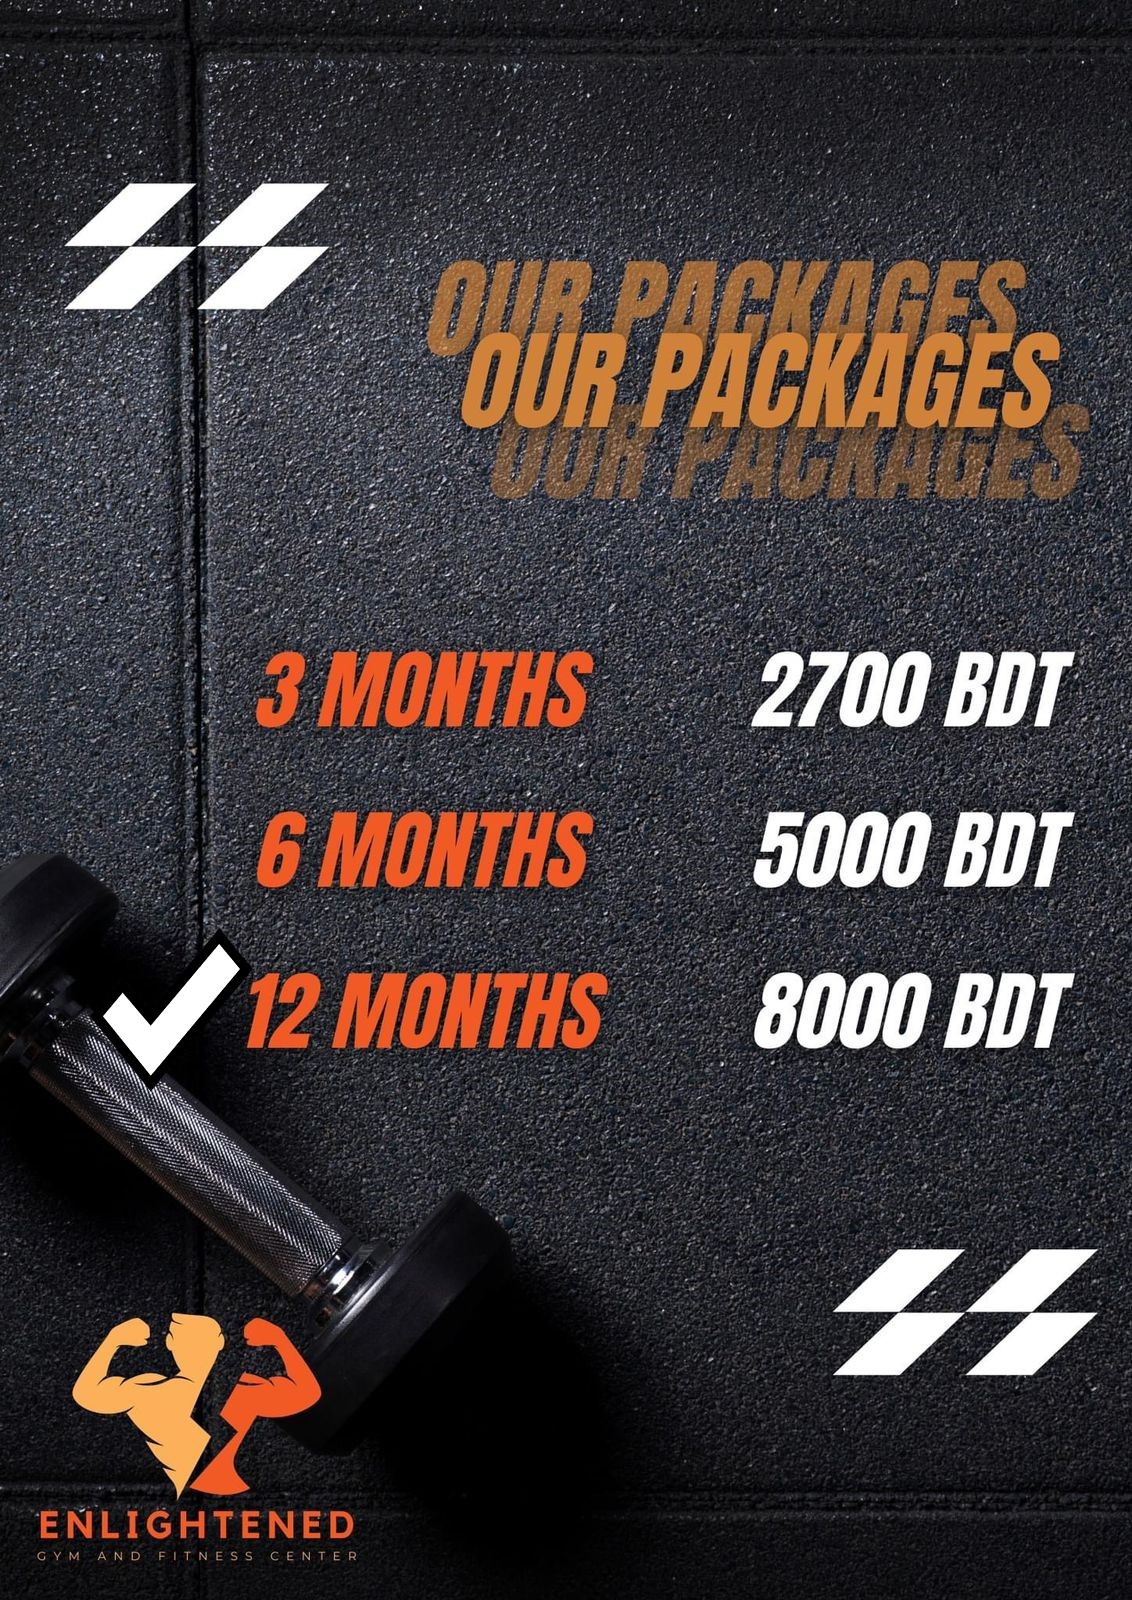 OUR PACKAGES
OUR PACKAGES
OUR PACKAGES
3 MONTHS 2700 BDT
6 MONTHS 5000 BDT
12 MONTHS 8000 BDT
ENLIGHTENED
GYM AND FITNESS CENTER